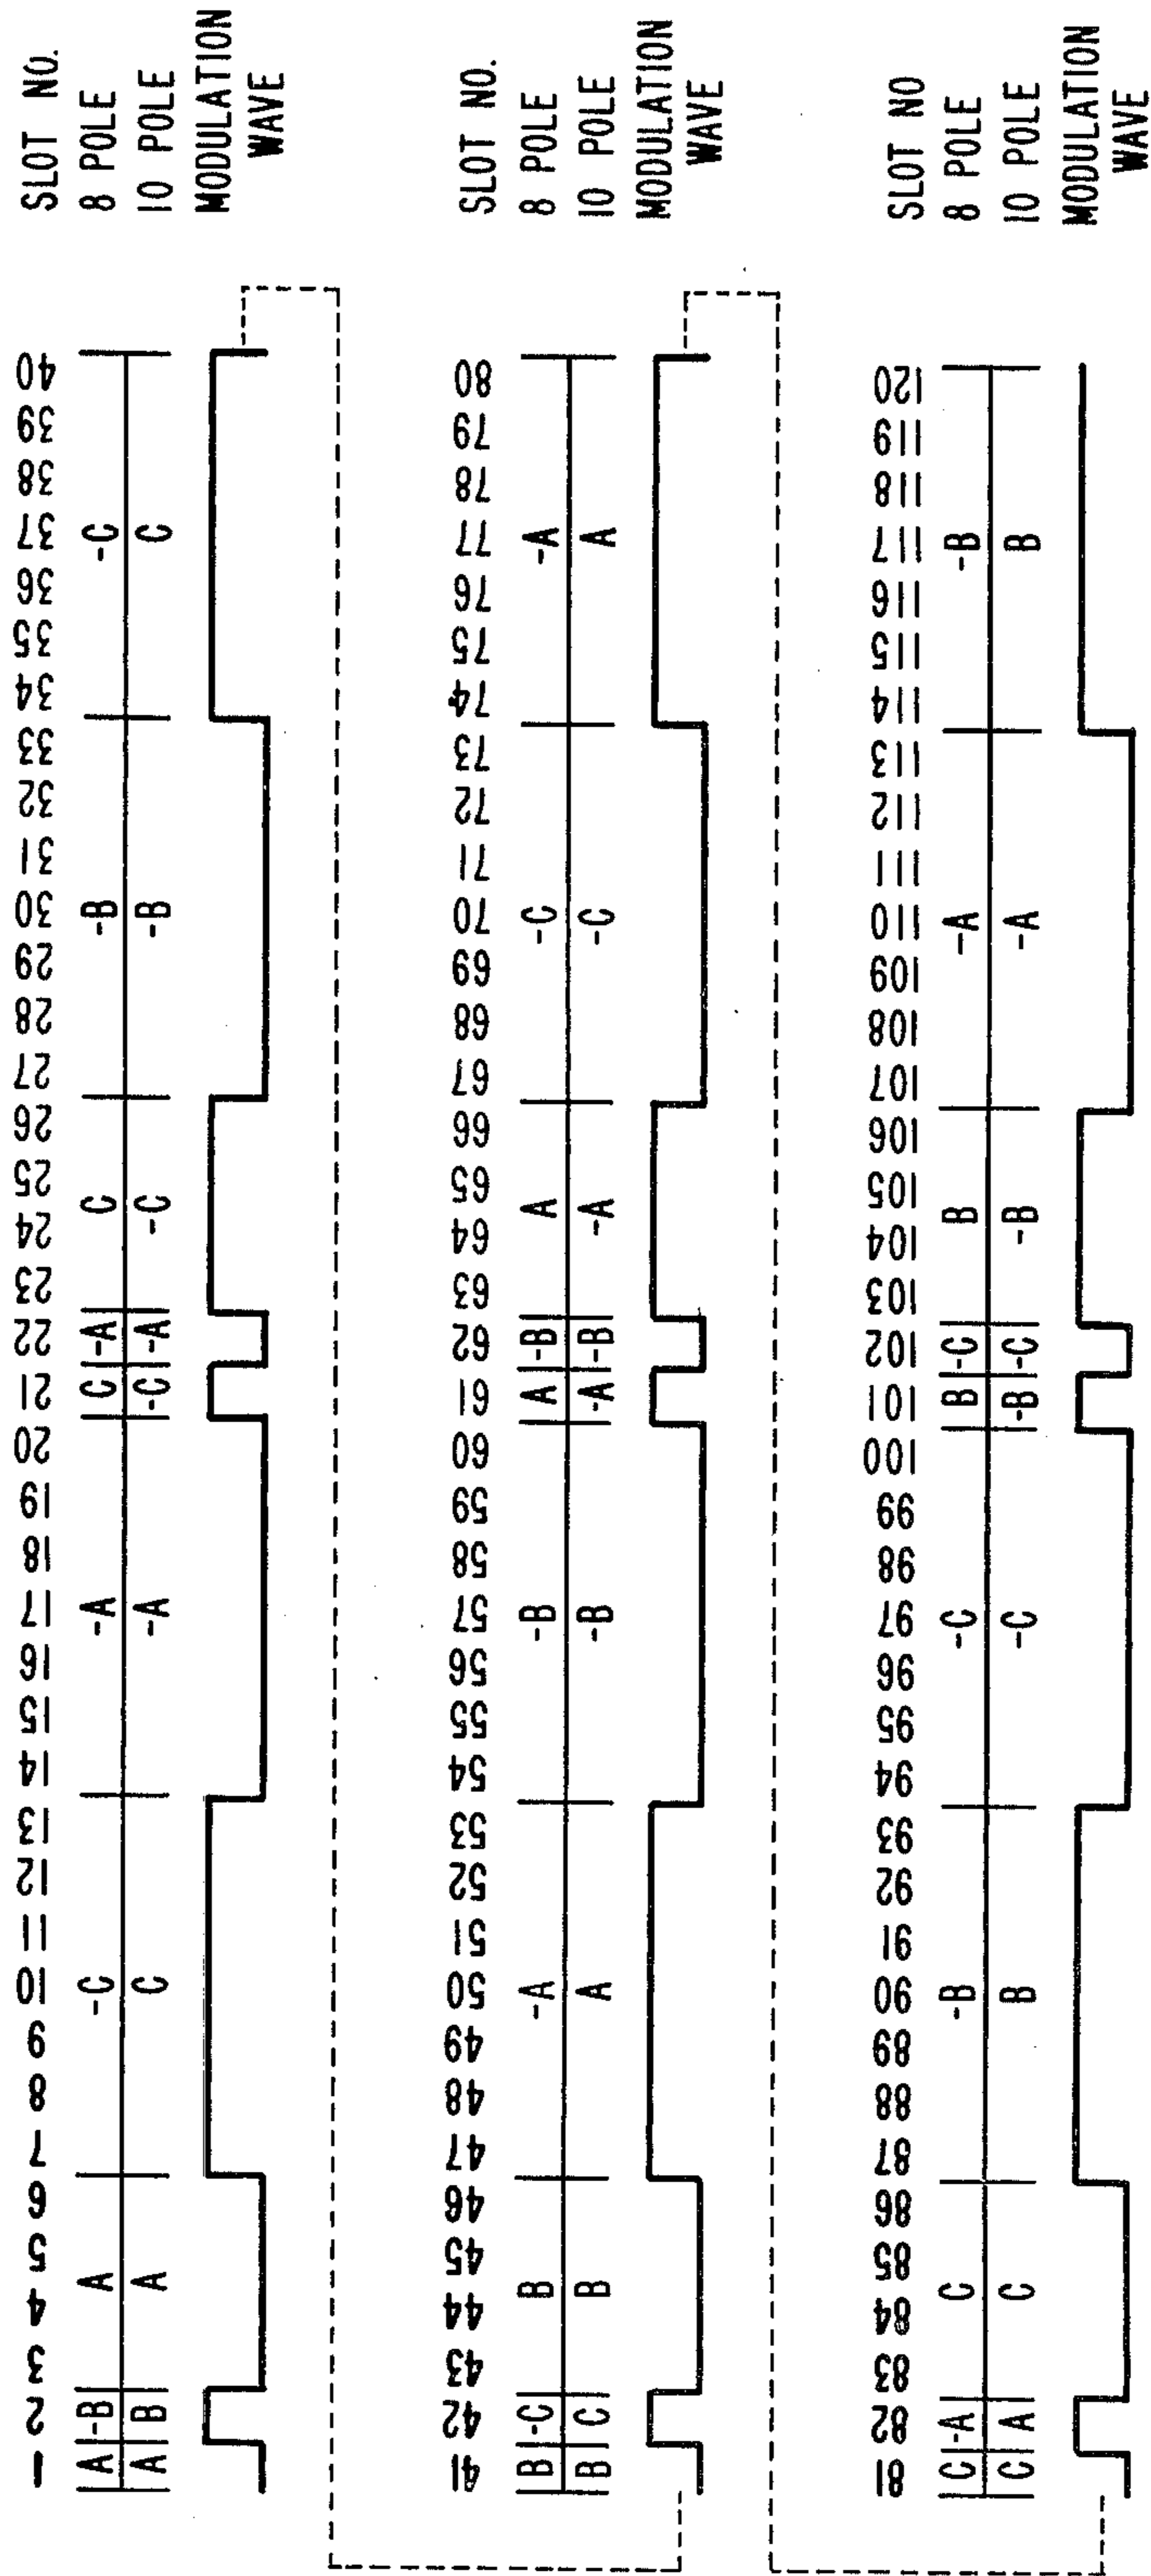 1 2 3 4 5 6 7 8 9 10 11 12 13 14 15 16 17 18 19 20 21 22 23 24 25 26 27 28 29 30 31 32 33 34 35 36 37 38 39 40 SLOT NO.
A -B A -C -A C -A C -B -C 8 POLE
A B A C -A -C -A -C -B C 10 POLE
MODULATION
WAVE
41 42 43 44 45 46 47 48 49 50 51 52 53 54 55 56 57 58 59 60 61 62 63 64 65 66 67 68 69 70 71 72 73 74 75 76 77 78 79 80 SLOT NO.
B -C B -A -B A -B A -C -A 8 POLE
B C B A -B -A -B -A -C A 10 POLE
MODULATION
WAVE
81 82 83 84 85 86 87 88 89 90 91 92 93 94 95 96 97 98 99 100 101 102 103 104 105 106 107 108 109 110 111 112 113 114 115 116 117 118 119 120 SLOT NO
C -A C -B -C B -C B -A -B 8 POLE
C A C B -C -B -C -B -A B 10 POLE
MODULATION
WAVE